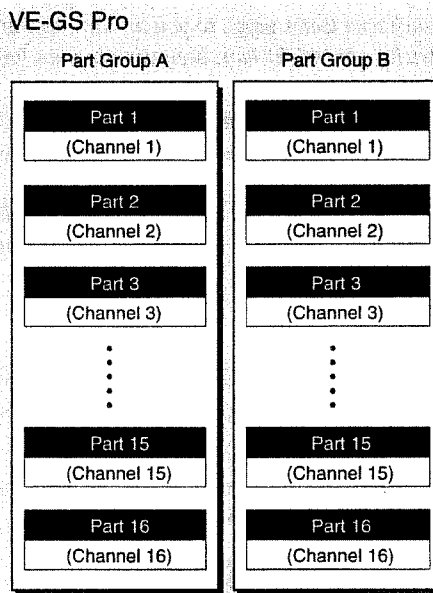 VE-GS Pro
Part Group A
Part 1
(Channel 1)
Part 2
(Channel 2)
Part 3
(Channel 3)
Part 15
(Channel 15)
Part 16
(Channel 16)
Part Group B
Part 1
(Channel 1)
Part 2
(Channel 2)
Part 3
(Channel 3)
Part 15
(Channel 15)
Part 16
(Channel 16)